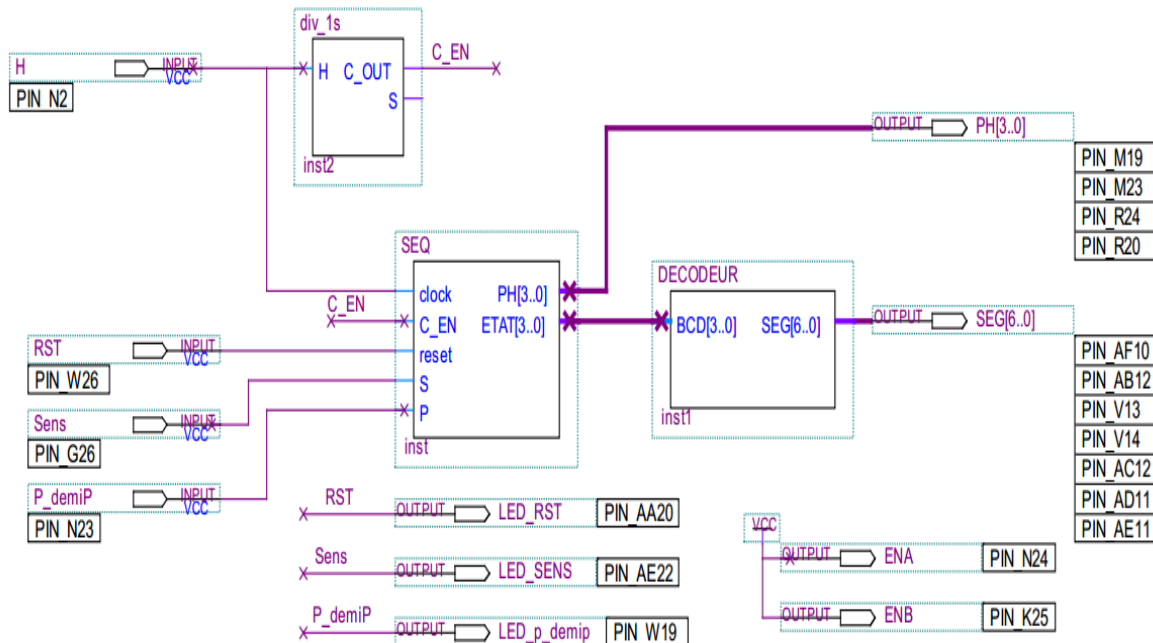 div_1s
H
INPUT
VCC
PIN_N2
H C_OUT
S
C_EN
inst2
OUTPUT
PH[3..0]
PIN_M19
PIN_M23
PIN_R24
PIN_R20
SEQ
clock
PH[3..0]
C_EN
C_EN
ETAT[3..0]
reset
S
P
inst
DECODEUR
BCD[3..0] SEG[6..0]
inst1
OUTPUT
SEG[6..0]
PIN_AF10
PIN_AB12
PIN_V13
PIN_V14
PIN_AC12
PIN_AD11
PIN_AE11
RST
INPUT
VCC
PIN_W26
Sens
INPUT
VCC
PIN_G26
P_demiP
INPUT
VCC
PIN_N23
RST
OUTPUT
LED_RST
PIN_AA20
Sens
OUTPUT
LED_SENS
PIN_AE22
P_demiP
OUTPUT
LED_p_demip
PIN_W19
VCC
OUTPUT
ENA
PIN_N24
OUTPUT
ENB
PIN_K25